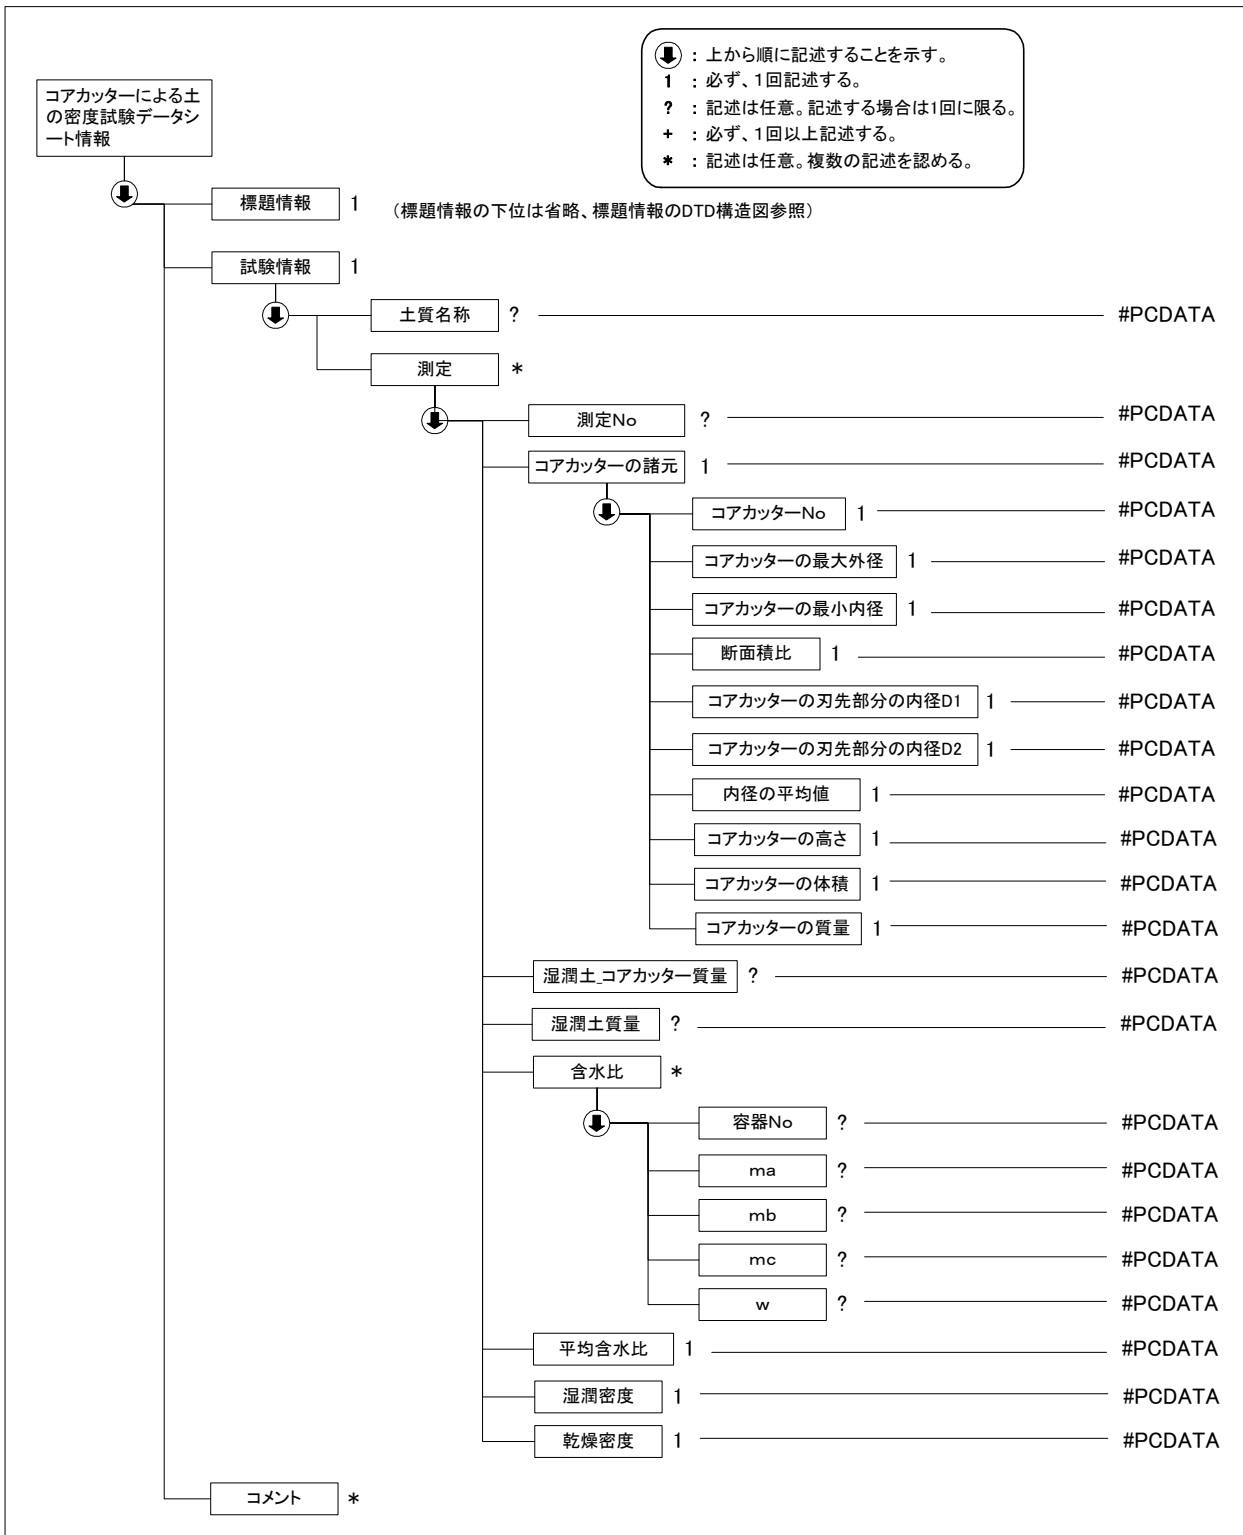 ：上から順に記述することを示す。
1：必ず、1回記述する。
?：記述は任意。記述する場合は1回に限る。
+：必ず、1回以上記述する。
*：記述は任意。複数の記述を認める。
コアカッターによる土
の密度試験データシ
ート情報
標題情報 1 （標題情報の下位は省略、標題情報のDTD構造図参照）
試験情報 1
土質名称 ? #PCDATA
測定 *
測定No ? #PCDATA
コアカッターの諸元 1 #PCDATA
コアカッターNo 1 #PCDATA
コアカッターの最大外径 1 #PCDATA
コアカッターの最小内径 1 #PCDATA
断面積比 1 #PCDATA
コアカッターの刃先部分の内径D1 1 #PCDATA
コアカッターの刃先部分の内径D2 1 #PCDATA
内径の平均値 1 #PCDATA
コアカッターの高さ 1 #PCDATA
コアカッターの体積 1 #PCDATA
コアカッターの質量 1 #PCDATA
湿潤土_コアカッター質量 ? #PCDATA
湿潤土質量 ? #PCDATA
含水比 *
容器No ? #PCDATA
ma ? #PCDATA
mb ? #PCDATA
mc ? #PCDATA
w ? #PCDATA
平均含水比 1 #PCDATA
湿潤密度 1 #PCDATA
乾燥密度 1 #PCDATA
コメント *